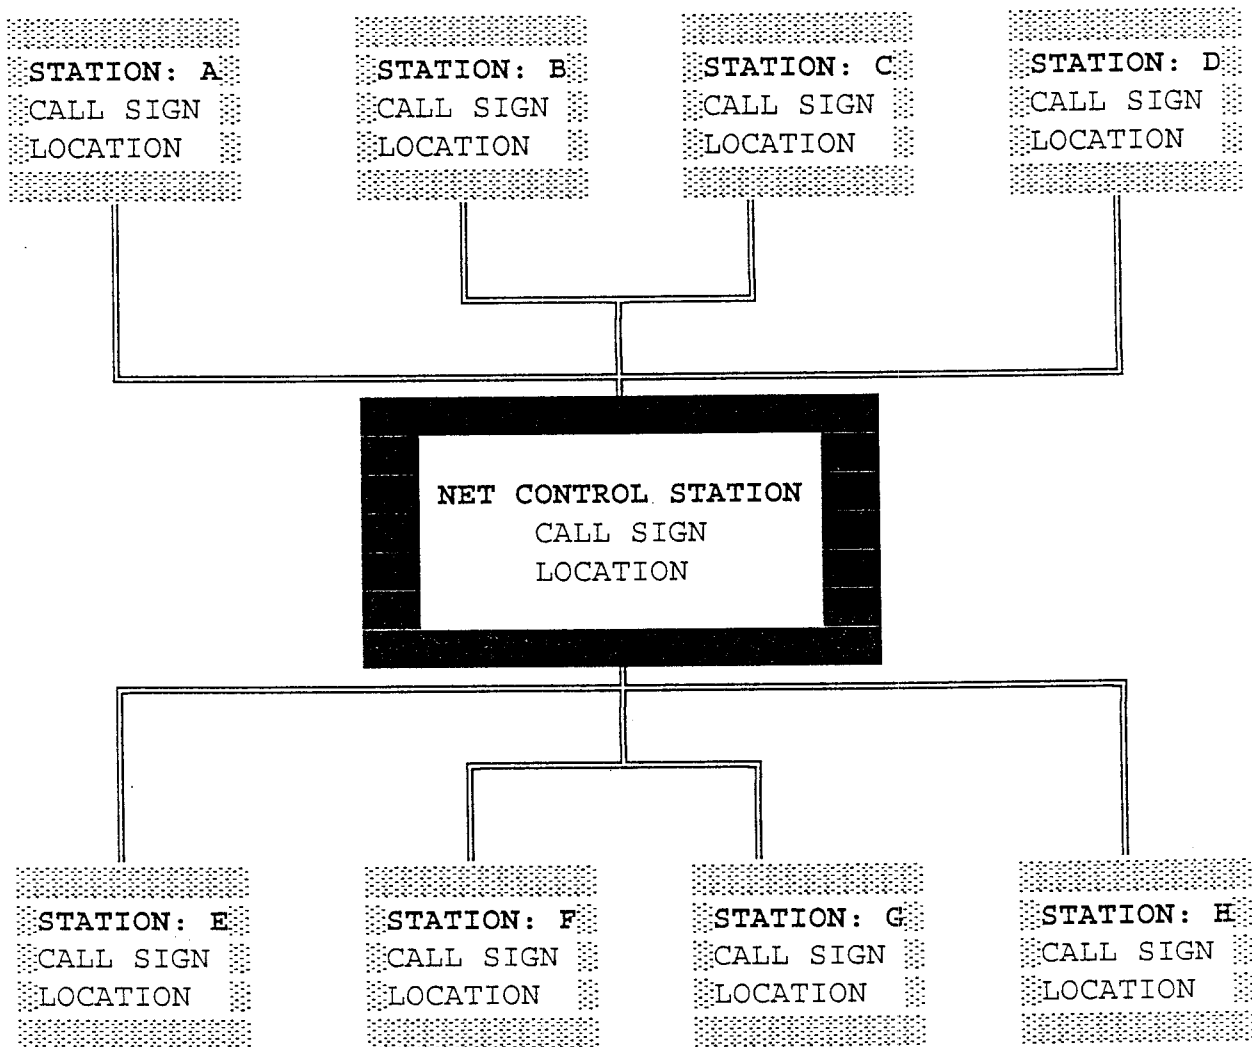 STATION: A
CALL SIGN
LOCATION
STATION: B
CALL SIGN
LOCATION
STATION: C
CALL SIGN
LOCATION
STATION: D
CALL SIGN
LOCATION
NET CONTROL STATION
CALL SIGN
LOCATION
STATION: E
CALL SIGN
LOCATION
STATION: F
CALL SIGN
LOCATION
STATION: G
CALL SIGN
LOCATION
STATION: H
CALL SIGN
LOCATION